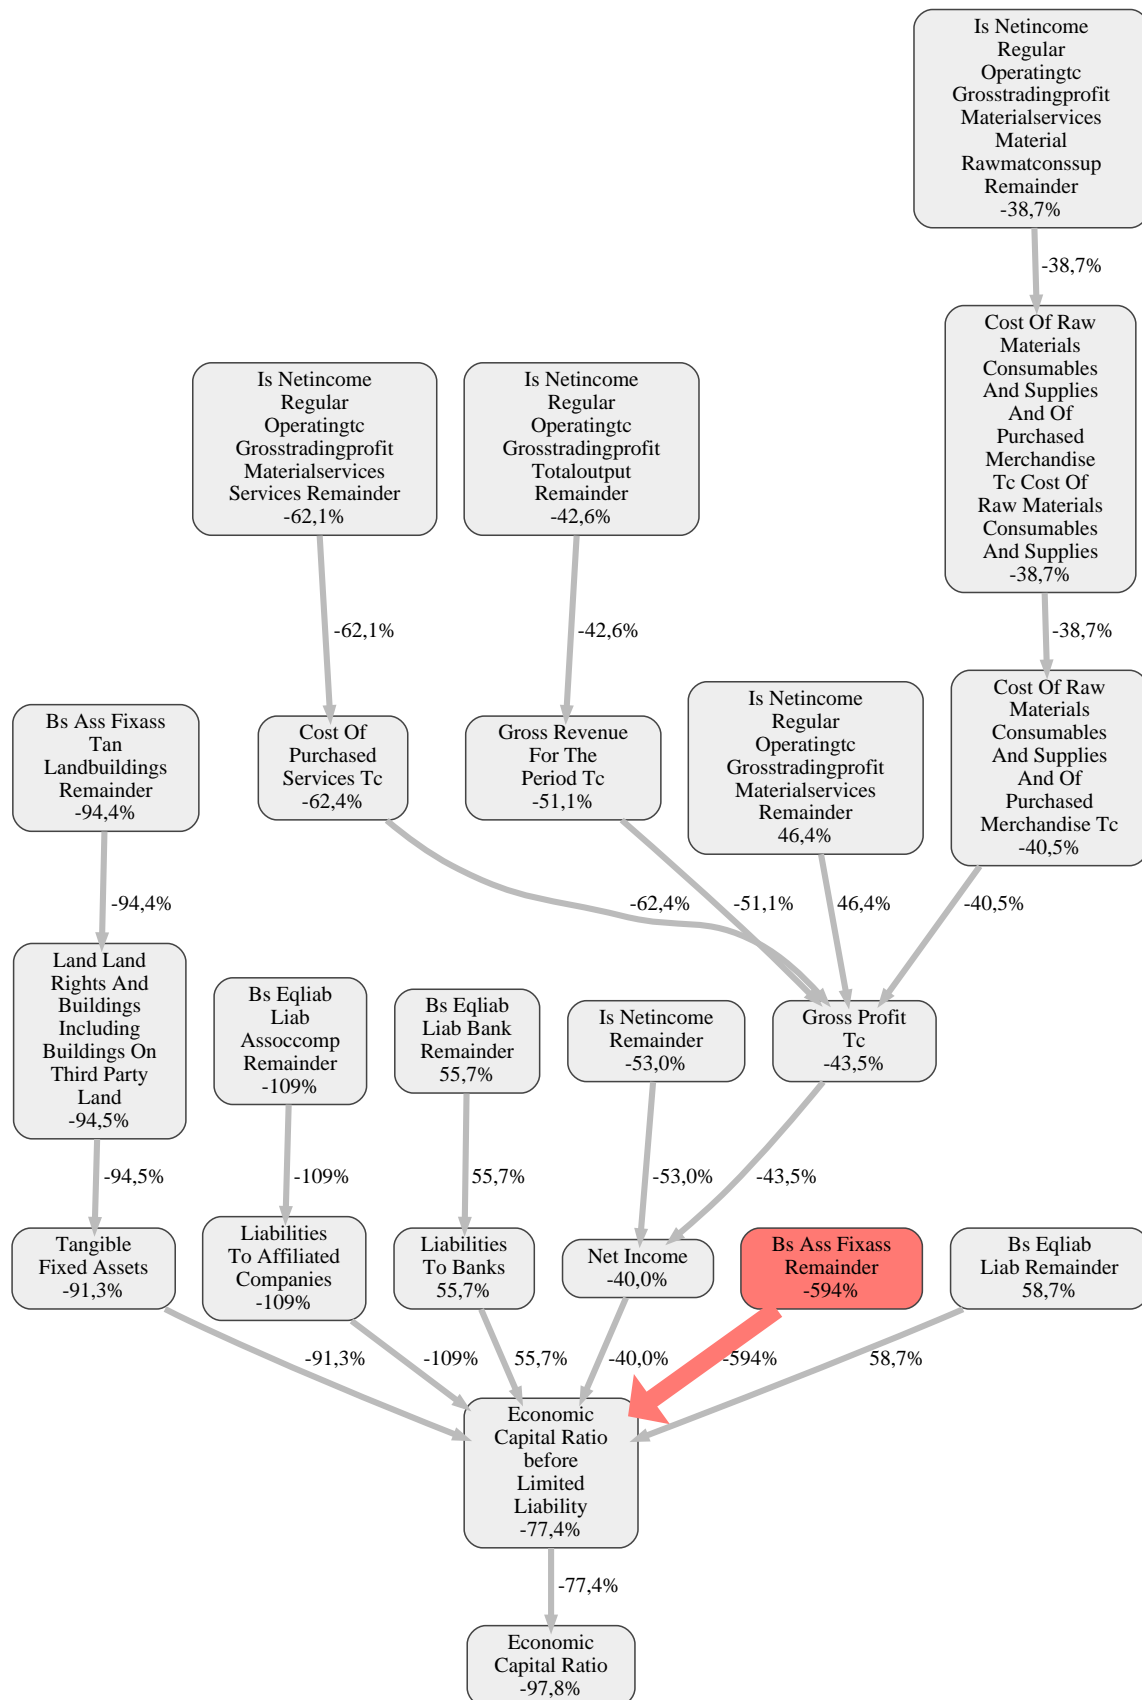 Is Netincome
Regular
Operatingtc
Grosstradingprofit
Materialservices
Material
Rawmatconssup
Remainder
-38,7%
-38,7%
Cost Of Raw
Materials
Consumables
And Supplies
And Of
Purchased
Merchandise
Tc Cost Of
Raw Materials
Consumables
And Supplies
-38,7%
Is Netincome
Regular
Operatingtc
Grosstradingprofit
Materialservices
Services Remainder
-62,1%
Is Netincome
Regular
Operatingtc
Grosstradingprofit
Totaloutput
Remainder
-42,6%
-62,1%
-42,6%
-38,7%
Bs Ass Fixass
Tan
Landbuildings
Remainder
-94,4%
Cost Of
Purchased
Services Tc
-62,4%
Gross Revenue
For The
Period Tc
-51,1%
Is Netincome
Regular
Operatingtc
Grosstradingprofit
Materialservices
Remainder
46,4%
Cost Of Raw
Materials
Consumables
And Supplies
And Of
Purchased
Merchandise Tc
-40,5%
-94,4%
-62,4%
-51,1%
46,4%
-40,5%
Land Land
Rights And
Buildings
Including
Buildings On
Third Party
Land
-94,5%
Bs Eqliab
Liab
Assoccomp
Remainder
-109%
Bs Eqliab
Liab Bank
Remainder
55,7%
Is Netincome
Remainder
-53,0%
Gross Profit
Tc
-43,5%
-94,5%
-109%
55,7%
-53,0%
-43,5%
Tangible
Fixed Assets
-91,3%
Liabilities
To Affiliated
Companies
-109%
Liabilities
To Banks
55,7%
Net Income
-40,0%
Bs Ass Fixass
Remainder
-594%
Bs Eqliab
Liab Remainder
58,7%
-91,3%
-109%
55,7%
-40,0%
-594%
58,7%
Economic
Capital Ratio
before
Limited
Liability
-77,4%
-77,4%
Economic
Capital Ratio
-97,8%